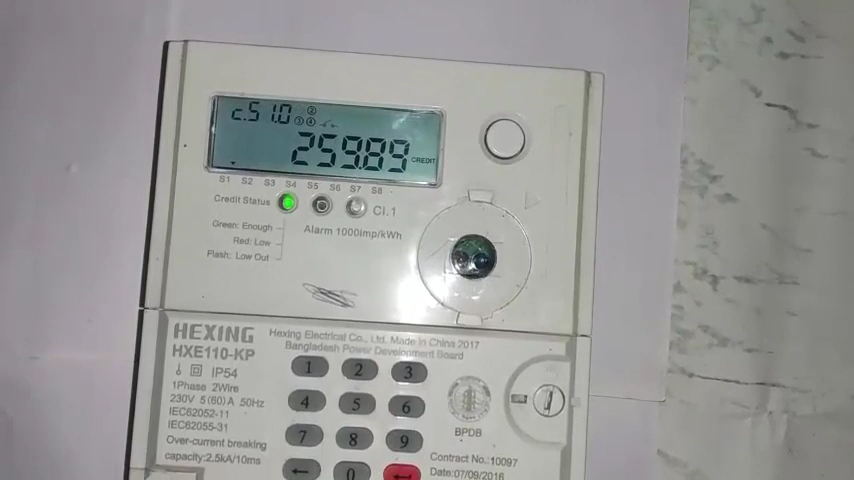 c.51.0 ②
③④
259.89 CREDIT
S1 S2 S3 S4 S5 S6 S7 S8
Credit Status
Cl.1
Green: Enough
Red: Low
Flash: Low Out
Alarm 1000imp/kWh
HEXING
HXE110-KP
IP54
1Phase 2Wire
230V 5(60)A 50Hz
IEC62052-11
IEC62055-31
Over-current breaking
capacity:2.5kA/10ms
Hexing Electrical Co., Ltd. Made in China 2017
Bangladesh Power Development Board
1 2 3
4 5 6
7 8 9
← 0 ↵
BPDB
Contract No.: 10097
Date:07/09/2016